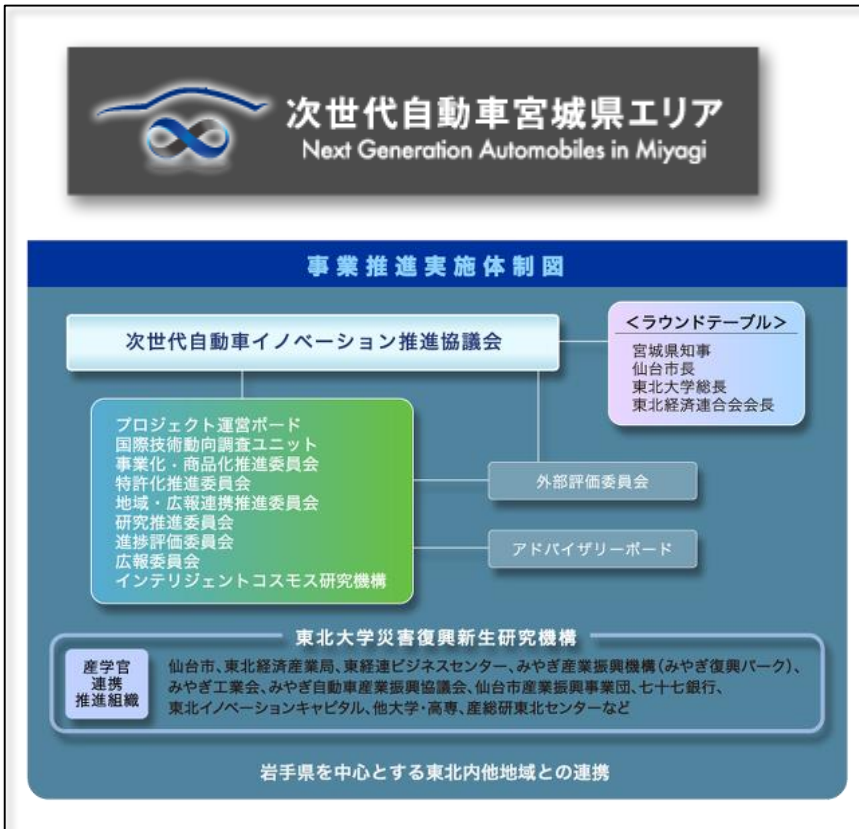 次世代自動車宮城県エリア
Next Generation Automobiles in Miyagi
事業推進実施体制図
次世代自動車イノベーション推進協議会
＜ラウンドテーブル＞
宮城県知事
仙台市長
東北大学総長
東北経済連合会会長
プロジェクト運営ボード
国際技術動向調査ユニット
事業化・商品化推進委員会
特許化推進委員会
地域・広報連携推進委員会
研究推進委員会
進捗評価委員会
広報委員会
インテリジェントコスモス研究機構
外部評価委員会
アドバイザリーボード
東北大学災害復興新生研究機構
産学官
連携
推進組織
仙台市、東北経済産業局、東経連ビジネスセンター、みやぎ産業振興機構（みやぎ復興パーク）、
みやぎ工業会、みやぎ自動車産業振興協議会、仙台市産業振興事業団、七十七銀行、
東北イノベーションキャピタル、他大学・高専、産総研東北センターなど
岩手県を中心とする東北内他地域との連携